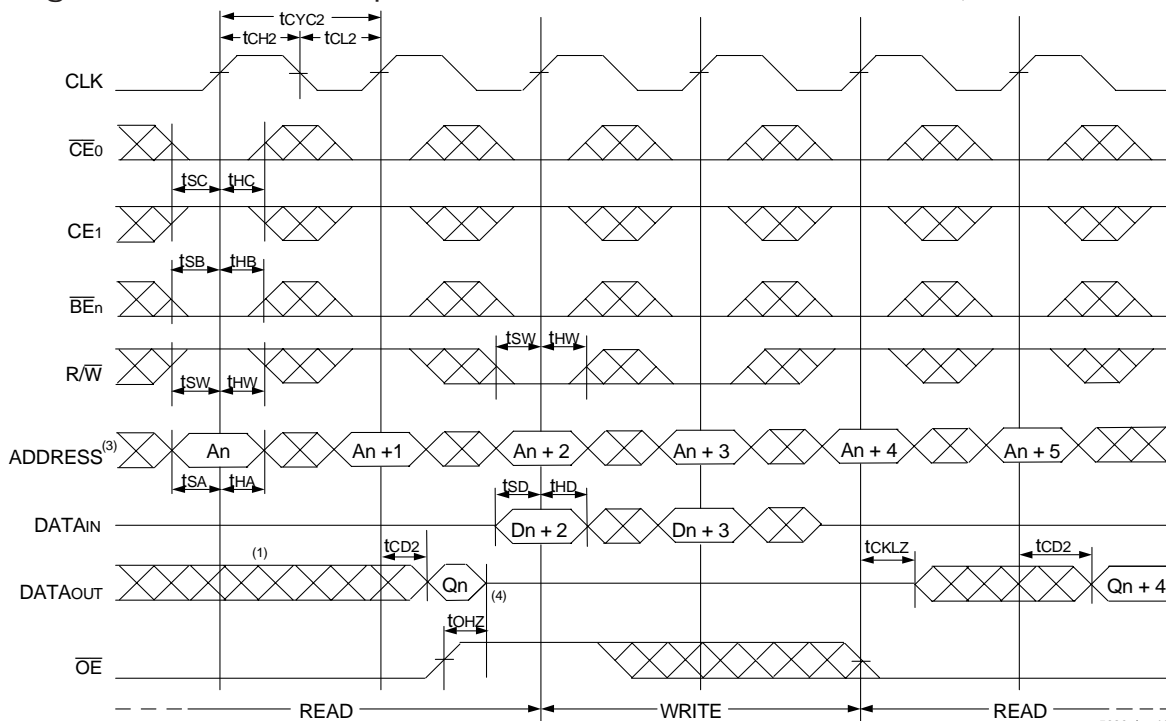 tCYC2
tCH2 tCL2
CLK
CE0
tSC tHC
CE1
tSB tHB
BEn
tSW tHW
R/W
tSW tHW
ADDRESS(3) An An +1 An + 2 An + 3 An + 4 An + 5
tSA tHA tSD tHD
DATAIN Dn + 2 Dn + 3
(1) tCD2 tCKLZ tCD2
DATAOUT Qn (4) Qn + 4
tOHZ
OE
READ WRITE READ